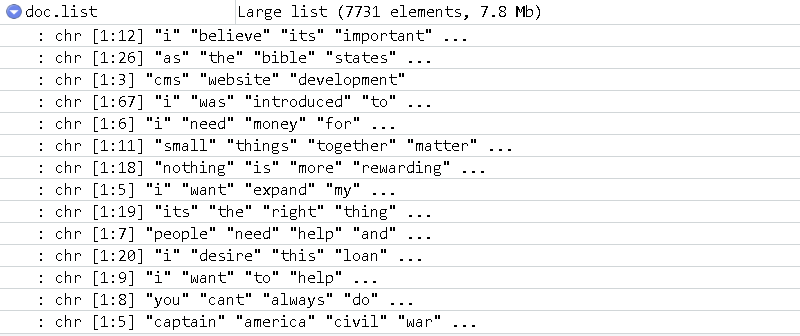 doc.list Large list (7731 elements, 7.8 Mb)
: chr [1:12] "i" "believe" "its" "important" ...
: chr [1:26] "as" "the" "bible" "states" ...
: chr [1:3] "cms" "website" "development"
: chr [1:67] "i" "was" "introduced" "to" ...
: chr [1:6] "i" "need" "money" "for" ...
: chr [1:11] "small" "things" "together" "matter" ...
: chr [1:18] "nothing" "is" "more" "rewarding" ...
: chr [1:5] "i" "want" "expand" "my" ...
: chr [1:19] "its" "the" "right" "thing" ...
: chr [1:7] "people" "need" "help" "and" ...
: chr [1:20] "i" "desire" "this" "loan" ...
: chr [1:9] "i" "want" "to" "help" ...
: chr [1:8] "you" "cant" "always" "do" ...
: chr [1:5] "captain" "america" "civil" "war" ...